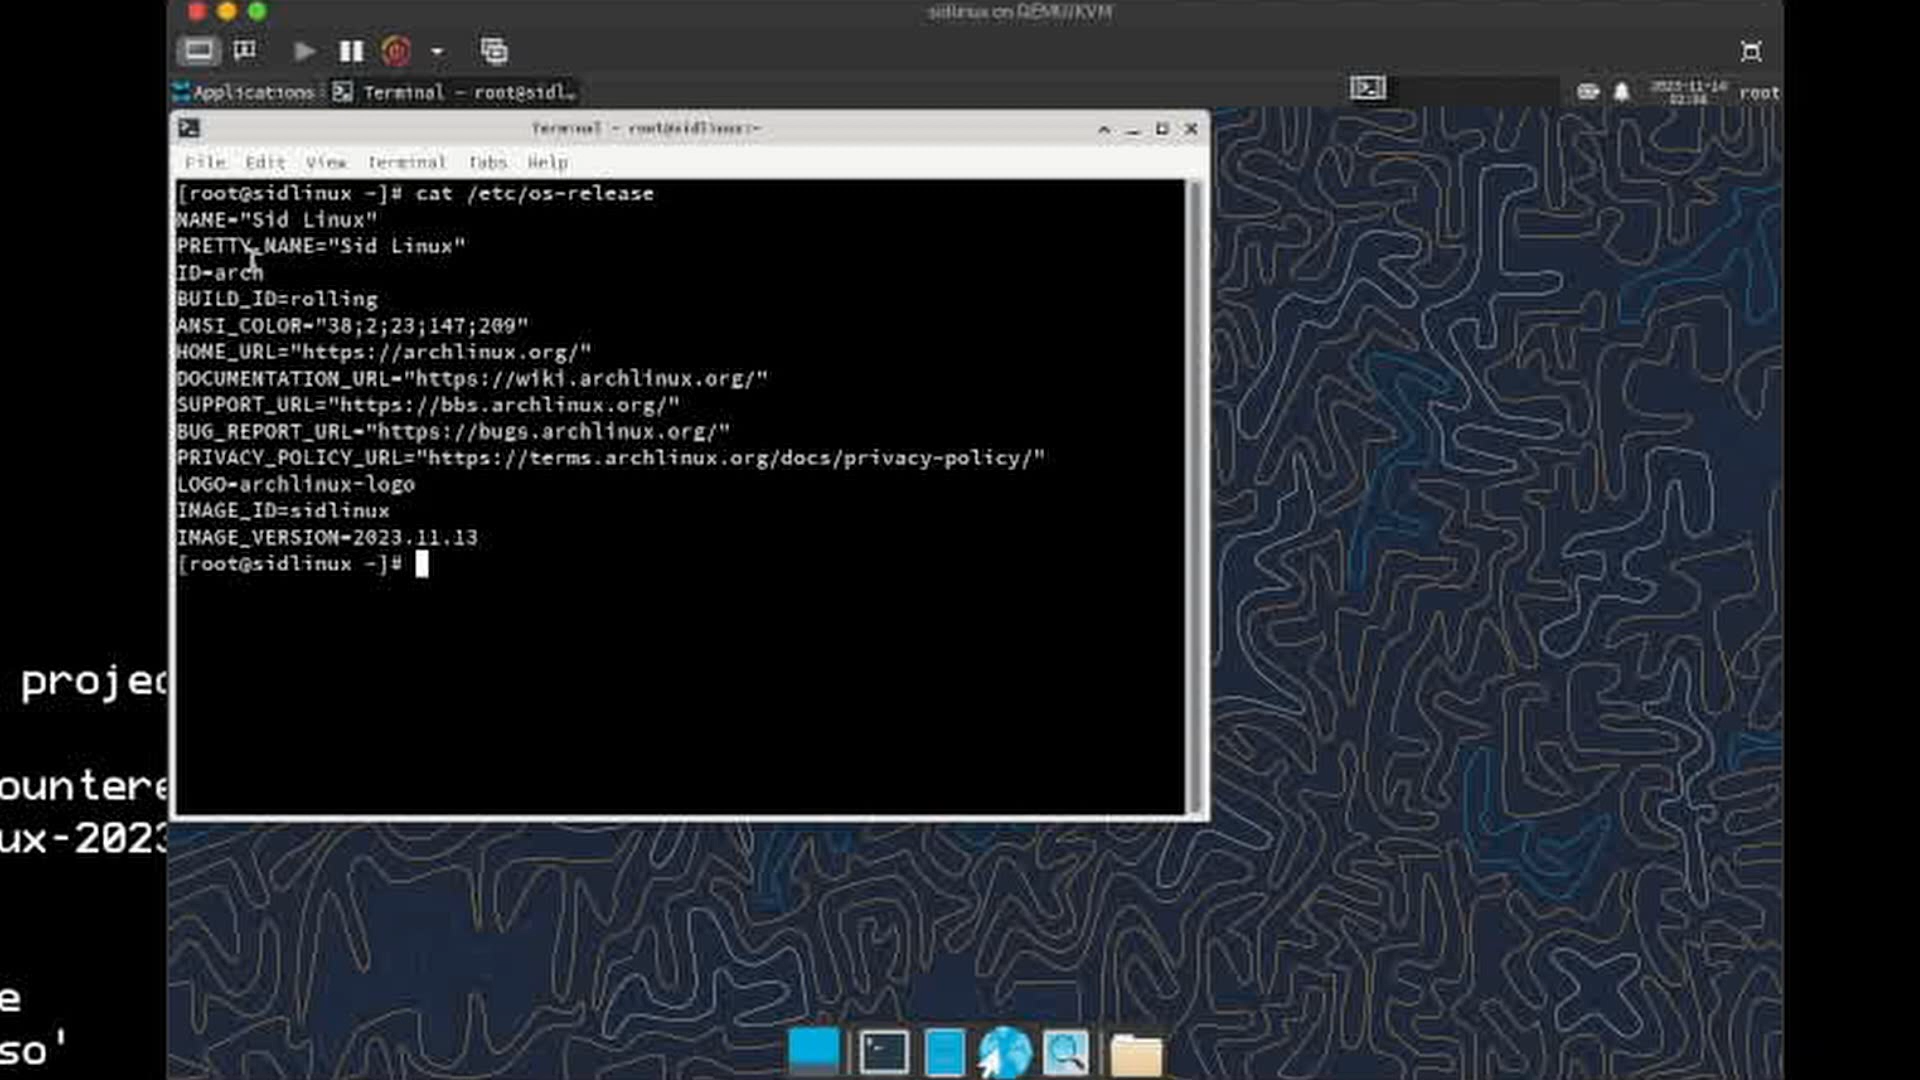 sidlinux on QEMU/KVM
Applications
Terminal - root@sidl…
root
Terminal - root@sidlinux:~
File Edit View Terminal Tabs Help
[root@sidlinux ~]# cat /etc/os-release
NAME="Sid Linux"
PRETTY_NAME="Sid Linux"
ID=arch
BUILD_ID=rolling
ANSI_COLOR="38;2;23;147;209"
HOME_URL="https://archlinux.org/"
DOCUMENTATION_URL="https://wiki.archlinux.org/"
SUPPORT_URL="https://bbs.archlinux.org/"
BUG_REPORT_URL="https://bugs.archlinux.org/"
PRIVACY_POLICY_URL="https://terms.archlinux.org/docs/privacy-policy/"
LOGO=archlinux-logo
IMAGE_ID=sidlinux
IMAGE_VERSION=2023.11.13
[root@sidlinux ~]#
projec
ountere
ux-2023
e
so'